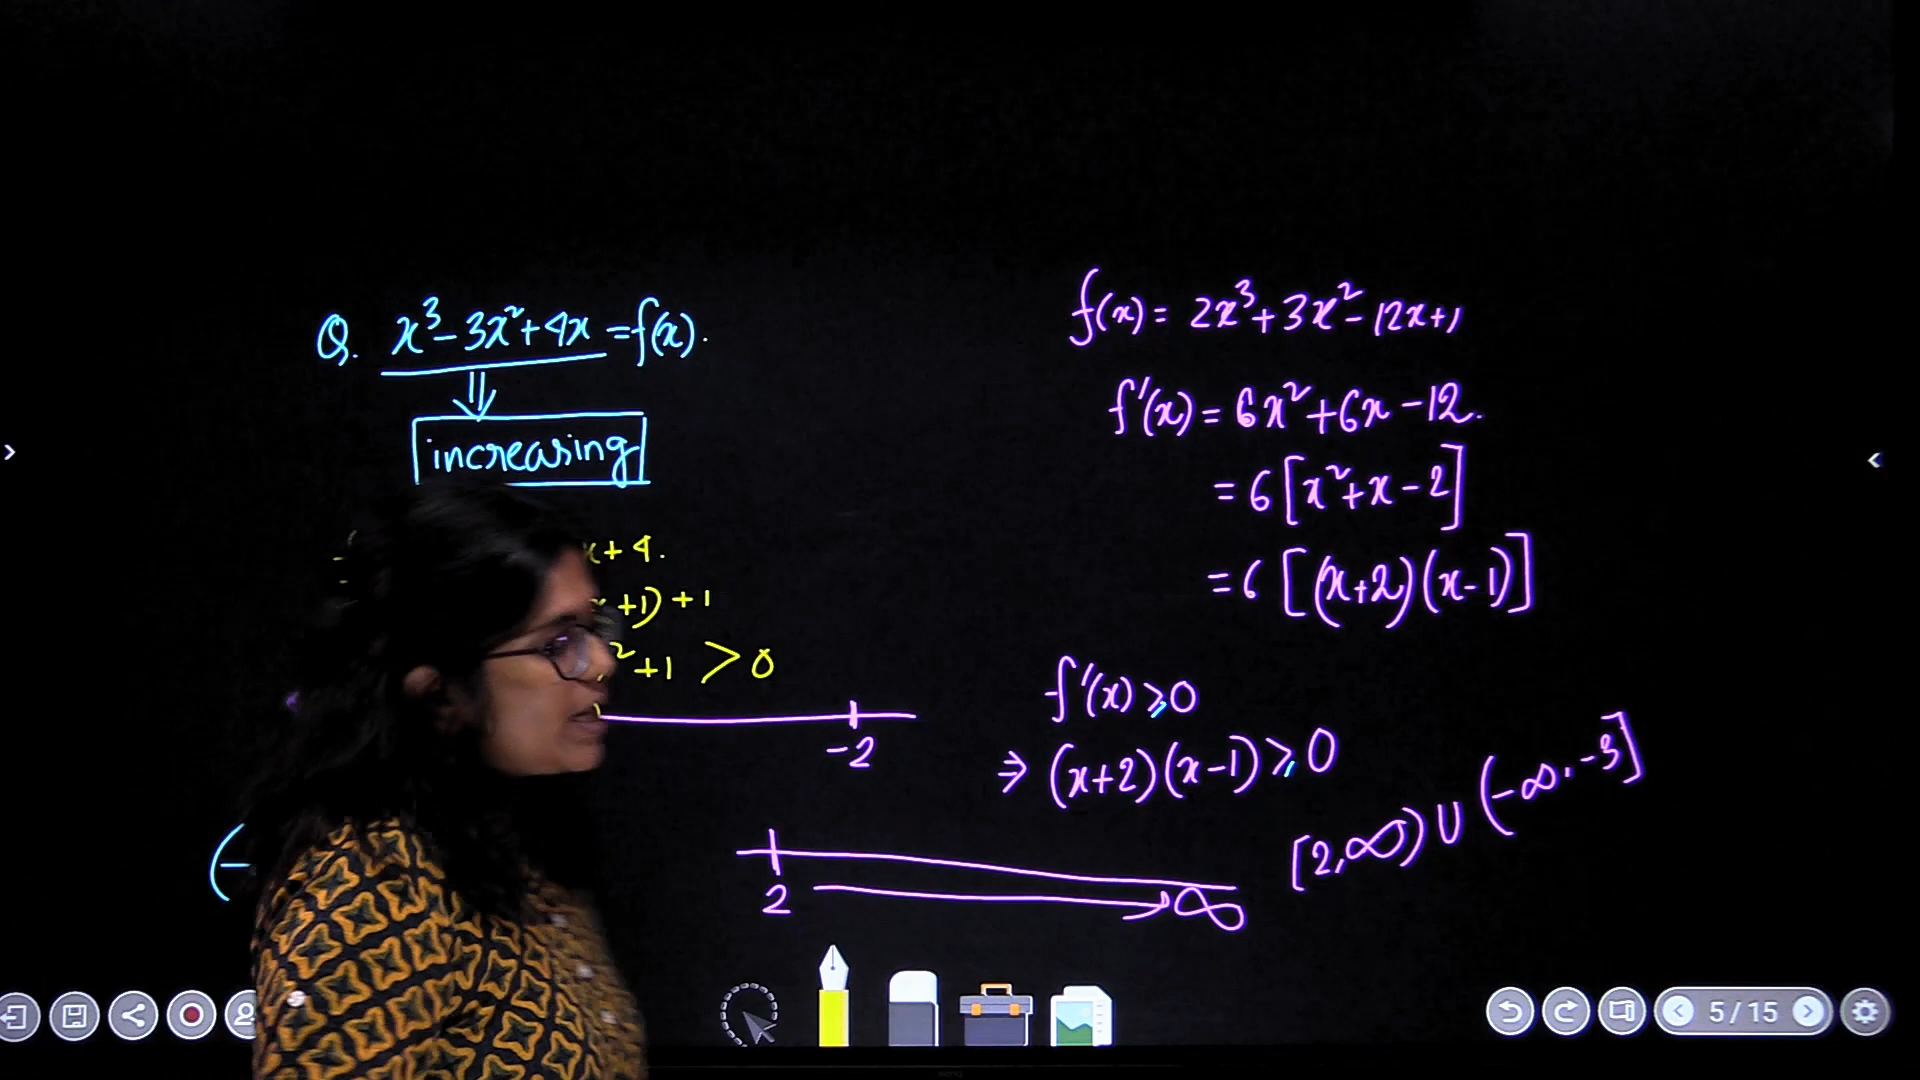 Q. x³-3x²+4x =f(x).
increasing
x+4.
+1)+1
²+1 >0
-2
(-
f(x)= 2x³+3x²-12x+1
f'(x)=6x²+6x-12.
=6[x²+x-2]
=6[(x+2)(x-1)]
f'(x)⩾0
⇒ (x+2)(x-1)⩾0
[2,∞)∪(-∞,-3]
2 → ∞
5/15